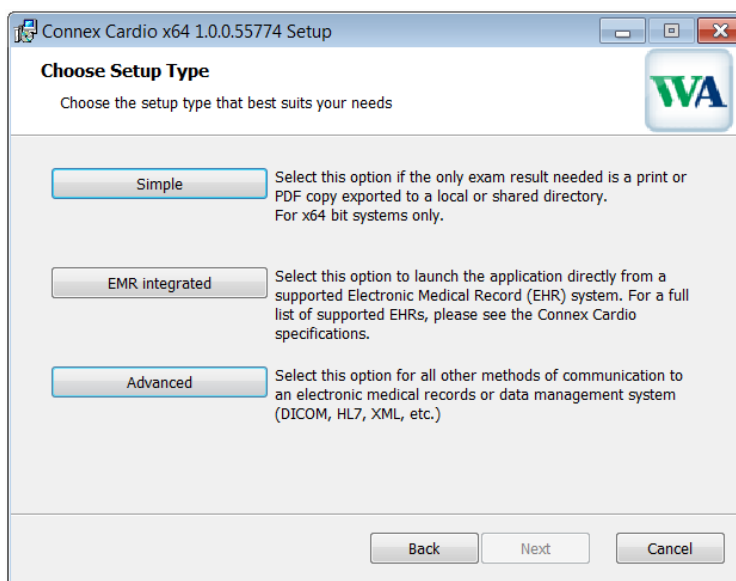 Connex Cardio x64 1.0.0.55774 Setup
Choose Setup Type
Choose the setup type that best suits your needs
WA
Simple
Select this option if the only exam result needed is a print or
PDF copy exported to a local or shared directory.
For x64 bit systems only.
EMR integrated
Select this option to launch the application directly from a
supported Electronic Medical Record (EHR) system. For a full
list of supported EHRs, please see the Connex Cardio
specifications.
Advanced
Select this option for all other methods of communication to
an electronic medical records or data management system
(DICOM, HL7, XML, etc.)
Back
Next
Cancel